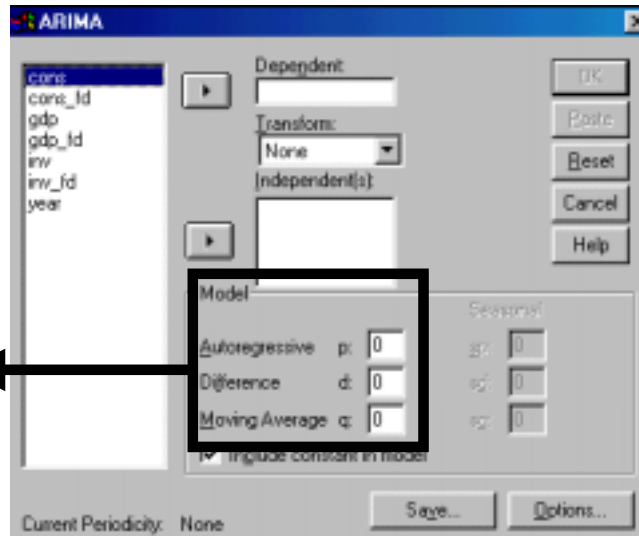 ARIMA
cons
cons_fd
gdp
gdp_fd
inv
inv_fd
year
Dependent:
Transform:
None
Independent(s):
OK
Paste
Reset
Cancel
Help
Model
Seasonal
Autoregressive p: 0 sp: 0
Difference d: 0 sd: 0
Moving Average q: 0 sq: 0
Include constant in model
Save... Options...
Current Periodicity: None